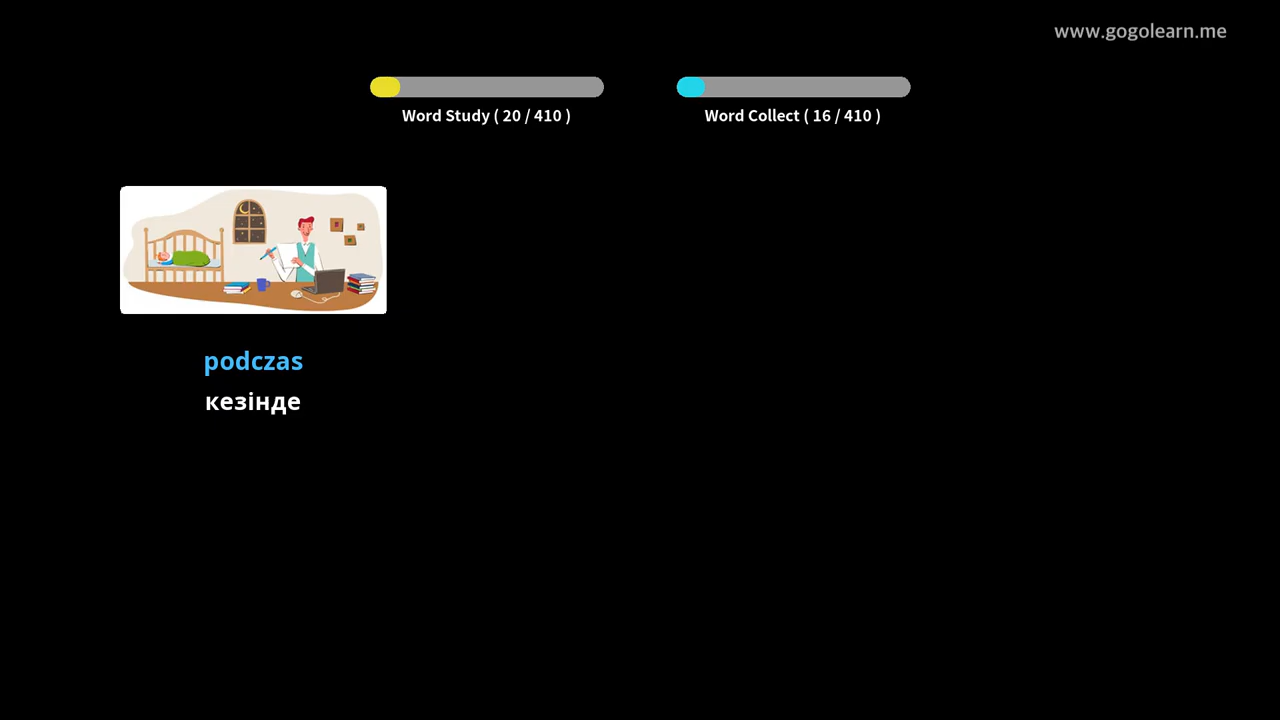 www.gogolearn.me
Word Study ( 20 / 410 )
Word Collect ( 16 / 410 )
podczas
кезінде